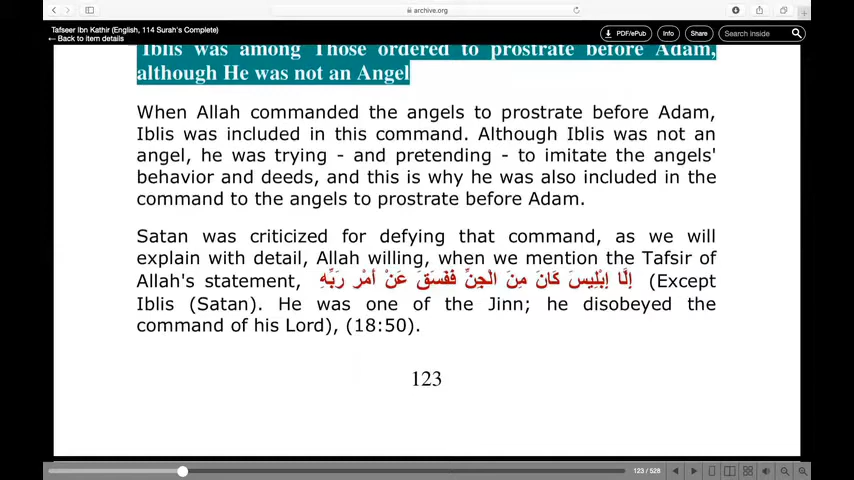 archive.org
Tafseer Ibn Kathir (English, 114 Surah's Complete)
← Back to item details
PDF/ePub
Info
Share
Search inside
Iblis was among Those ordered to prostrate before Adam,
although He was not an Angel
When Allah commanded the angels to prostrate before Adam,
Iblis was included in this command. Although Iblis was not an
angel, he was trying - and pretending - to imitate the angels'
behavior and deeds, and this is why he was also included in the
command to the angels to prostrate before Adam.
Satan was criticized for defying that command, as we will
explain with detail, Allah willing, when we mention the Tafsir of
Allah's statement, إِلَّا إِبْلِيسَ كَانَ مِنَ الْجِنِّ فَفَسَقَ عَنْ أَمْرِ رَبِّهِ (Except
Iblis (Satan). He was one of the Jinn; he disobeyed the
command of his Lord), (18:50).
123
123 / 528